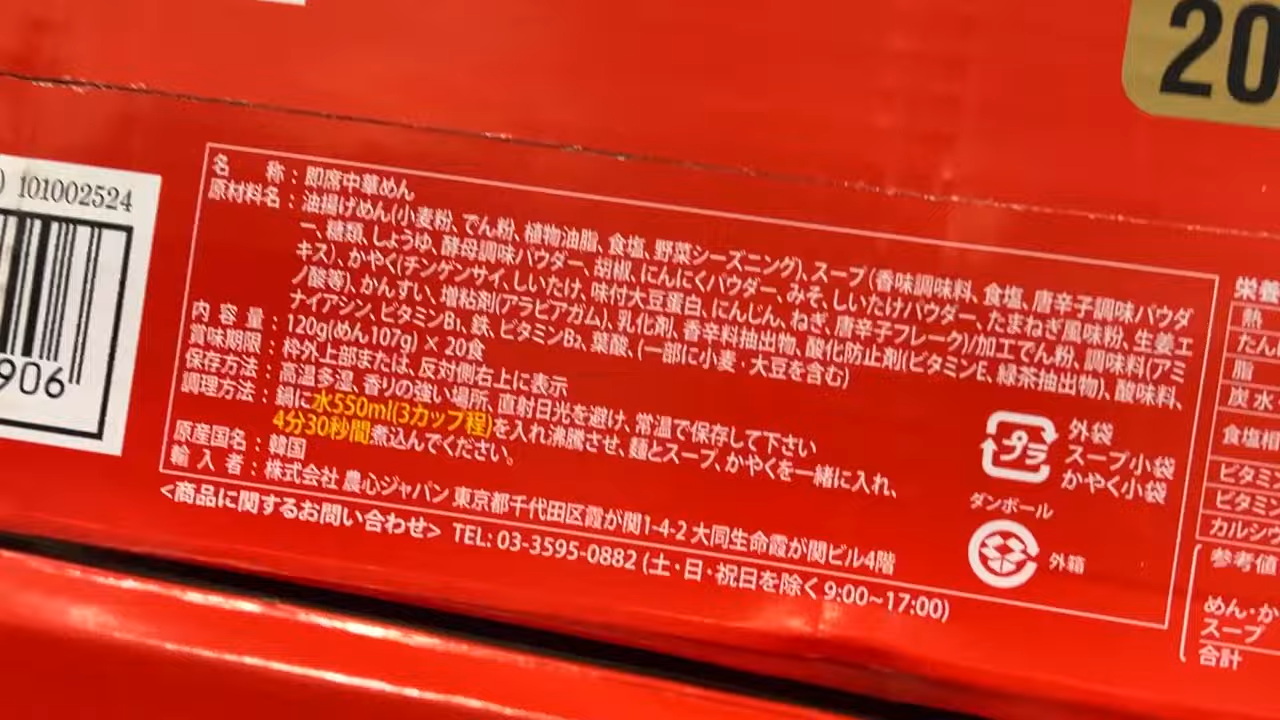 20
101002524
906
名 称 : 即席中華めん
原材料名 : 油揚げめん(小麦粉、でん粉、植物油脂、食塩、野菜シーズニング)、スープ(香味調味料、食塩、唐辛子調味パウダ
ー、糖類、しょうゆ、酵母調味パウダー、胡椒、にんにくパウダー、みそ、しいたけパウダー、たまねぎ風味粉、生姜エ
キス)、かやく(チンゲンサイ、しいたけ、味付大豆蛋白、にんじん、ねぎ、唐辛子フレーク)/加工でん粉、調味料(アミ
ノ酸等)、かんすい、増粘剤(アラビアガム)、乳化剤、香辛料抽出物、酸化防止剤(ビタミンE、緑茶抽出物)、酸味料、
ナイアシン、ビタミンB₁、鉄、ビタミンB₂、葉酸、(一部に小麦・大豆を含む)
内 容 量 : 120g(めん107g) × 20食
賞味期限 : 枠外上部または、反対側右上に表示
保存方法 : 高温多湿、香りの強い場所、直射日光を避け、常温で保存して下さい
調理方法 : 鍋に水550ml(3カップ程)を入れ沸騰させ、麺とスープ、かやくを一緒に入れ、
4分30秒間煮込んでください。
原産国名 : 韓国
輸 入 者 : 株式会社 農心ジャパン 東京都千代田区霞が関1-4-2 大同生命霞が関ビル4階
<商品に関するお問い合わせ> TEL: 03-3595-0882 (土・日・祝日を除く9:00~17:00)
プラ
外袋
スープ小袋
かやく小袋
ダンボール
外箱
栄養
熱
たん
脂
炭 水
食塩相
ビタミン
ビタミン
カルシウ
参考値
めん・か
スープ
合計